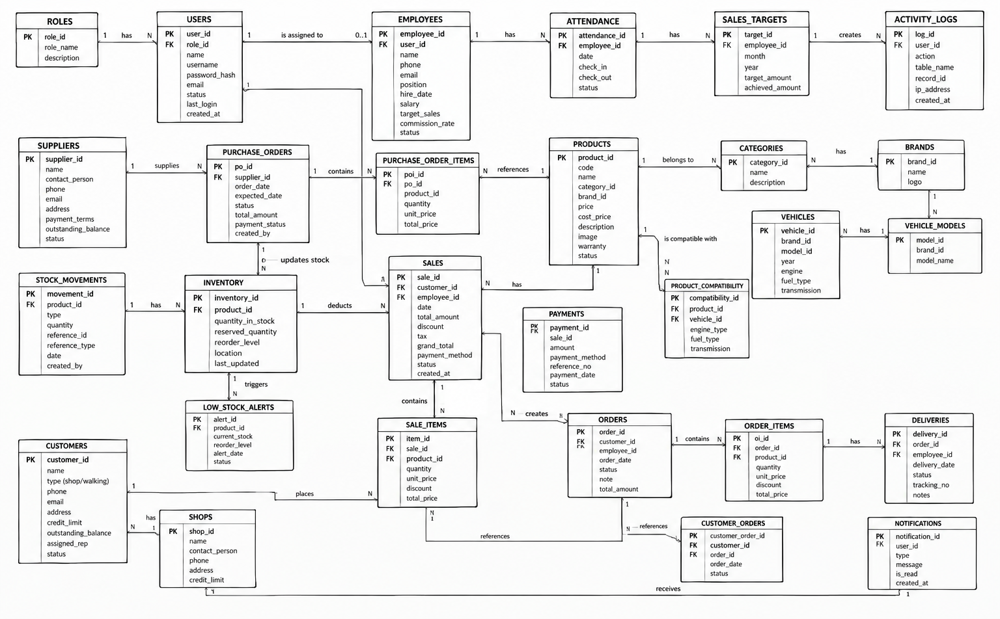 ROLES
PK role_id
role_name
description
1 has N
USERS
PK user_id
FK role_id
name
username
password_hash
email
status
last_login
created_at
1 is assigned to 0..1
1
EMPLOYEES
PK employee_id
FK user_id
name
phone
email
position
hire_date
salary
target_sales
commission_rate
status
1 has N
ATTENDANCE
PK attendance_id
FK employee_id
date
check_in
check_out
status
1 has N
SALES_TARGETS
PK target_id
FK employee_id
month
year
target_amount
achieved_amount
1 creates N
ACTIVITY_LOGS
PK log_id
FK user_id
action
table_name
record_id
ip_address
created_at
SUPPLIERS
PK supplier_id
name
contact_person
phone
email
address
payment_terms
outstanding_balance
status
1 supplies N
PURCHASE_ORDERS
PK po_id
FK supplier_id
order_date
expected_date
status
total_amount
payment_status
created_by
1 contains N
PURCHASE_ORDER_ITEMS
PK poi_id
FK po_id
product_id
quantity
unit_price
total_price
N references 1
PRODUCTS
PK product_id
code
name
category_id
brand_id
price
cost_price
description
image
warranty
status
1 belongs to N
CATEGORIES
PK category_id
name
description
N has 1
BRANDS
PK brand_id
name
logo
1
N
VEHICLES
PK vehicle_id
brand_id
model_id
year
engine
fuel_type
transmission
N has 1
VEHICLE_MODELS
PK model_id
brand_id
model_name
1
is compatible with
N
N
PRODUCT_COMPATIBILITY
PK compatibility_id
FK product_id
FK vehicle_id
engine_type
fuel_type
transmission
1
updates stock
N
STOCK_MOVEMENTS
PK movement_id
FK product_id
type
quantity
reference_id
reference_type
date
created_by
1 has N
INVENTORY
PK inventory_id
FK product_id
quantity_in_stock
reserved_quantity
reorder_level
location
last_updated
1 deducts N
SALES
PK sale_id
FK customer_id
FK employee_id
date
total_amount
discount
tax
grand_total
payment_method
status
created_at
N has 1
PAYMENTS
PK payment_id
FK
sale_id
amount
payment_method
reference_no
payment_date
status
1
triggers
N
LOW_STOCK_ALERTS
PK alert_id
FK product_id
current_stock
reorder_level
alert_date
status
1
contains
N
SALE_ITEMS
PK item_id
FK sale_id
FK product_id
quantity
unit_price
discount
total_price
N creates N
ORDERS
PK order_id
FK customer_id
FK employee_id
order_date
status
note
total_amount
1 contains N
ORDER_ITEMS
PK oi_id
FK order_id
FK product_id
quantity
unit_price
discount
total_price
1 has N
DELIVERIES
PK delivery_id
FK order_id
FK employee_id
delivery_date
status
tracking_no
notes
CUSTOMERS
PK customer_id
name
type (shop/walking)
phone
email
address
credit_limit
outstanding_balance
assigned_rep
status
1 places N
has
N 1
SHOPS
PK shop_id
name
contact_person
phone
address
credit_limit
N
1
references
1
N references
CUSTOMER_ORDERS
PK customer_order_id
FK customer_id
FK order_id
order_date
status
NOTIFICATIONS
PK notification_id
FK user_id
type
message
is_read
created_at
receives
1